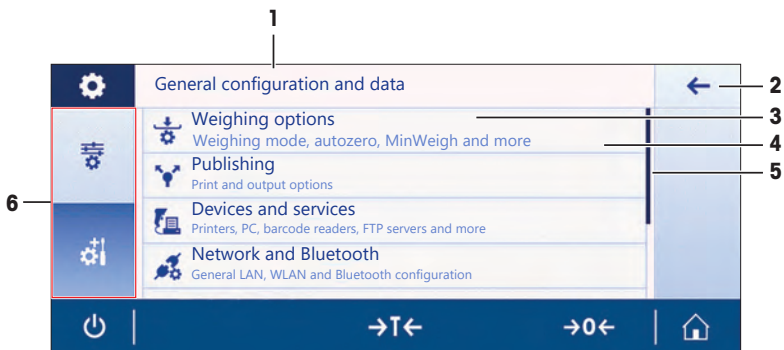 1
General configuration and data
2
Weighing options
3
Weighing mode, autozero, MinWeigh and more
4
Publishing
5
Print and output options
Devices and services
6
Printers, PC, barcode readers, FTP servers and more
Network and Bluetooth
General LAN, WLAN and Bluetooth configuration
→T←
→0←